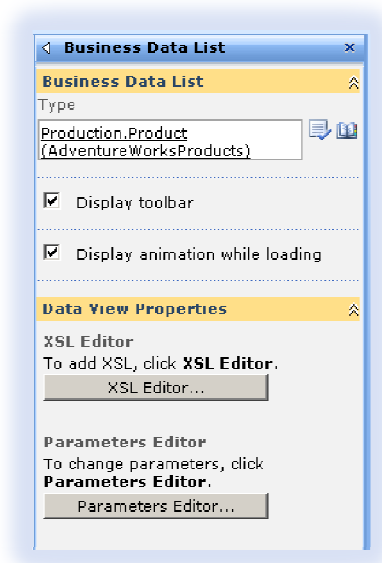 Business Data List
Business Data List
Type
Production.Product
(AdventureWorksProducts)
Display toolbar
Display animation while loading
Data View Properties
XSL Editor
To add XSL, click XSL Editor.
XSL Editor...
Parameters Editor
To change parameters, click
Parameters Editor.
Parameters Editor...